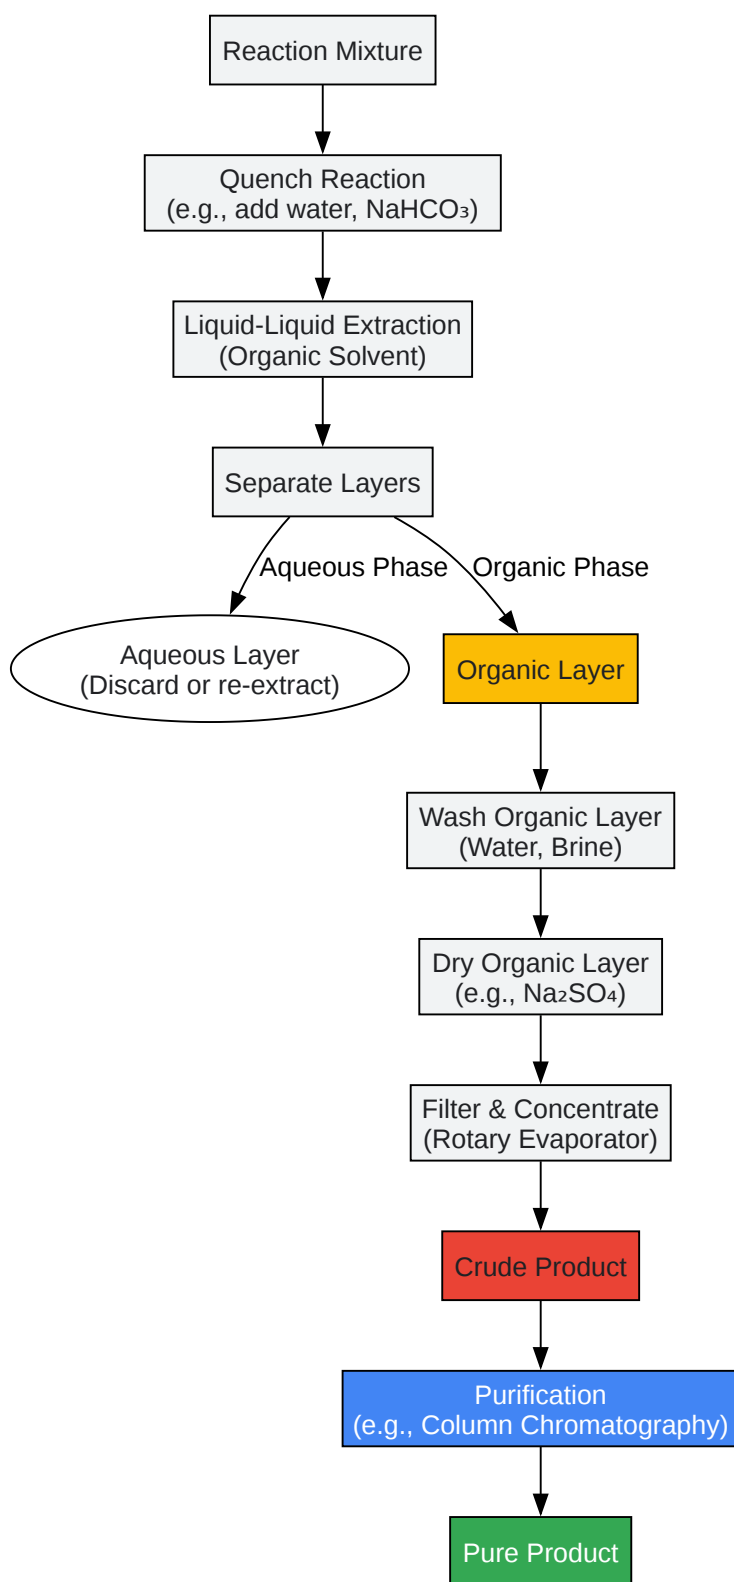 Reaction Mixture
Quench Reaction
(e.g., add water, NaHCO₃)
Liquid-Liquid Extraction
(Organic Solvent)
Separate Layers
Aqueous Phase
Organic Phase
Aqueous Layer
(Discard or re-extract)
Organic Layer
Wash Organic Layer
(Water, Brine)
Dry Organic Layer
(e.g., Na₂SO₄)
Filter & Concentrate
(Rotary Evaporator)
Crude Product
Purification
(e.g., Column Chromatography)
Pure Product